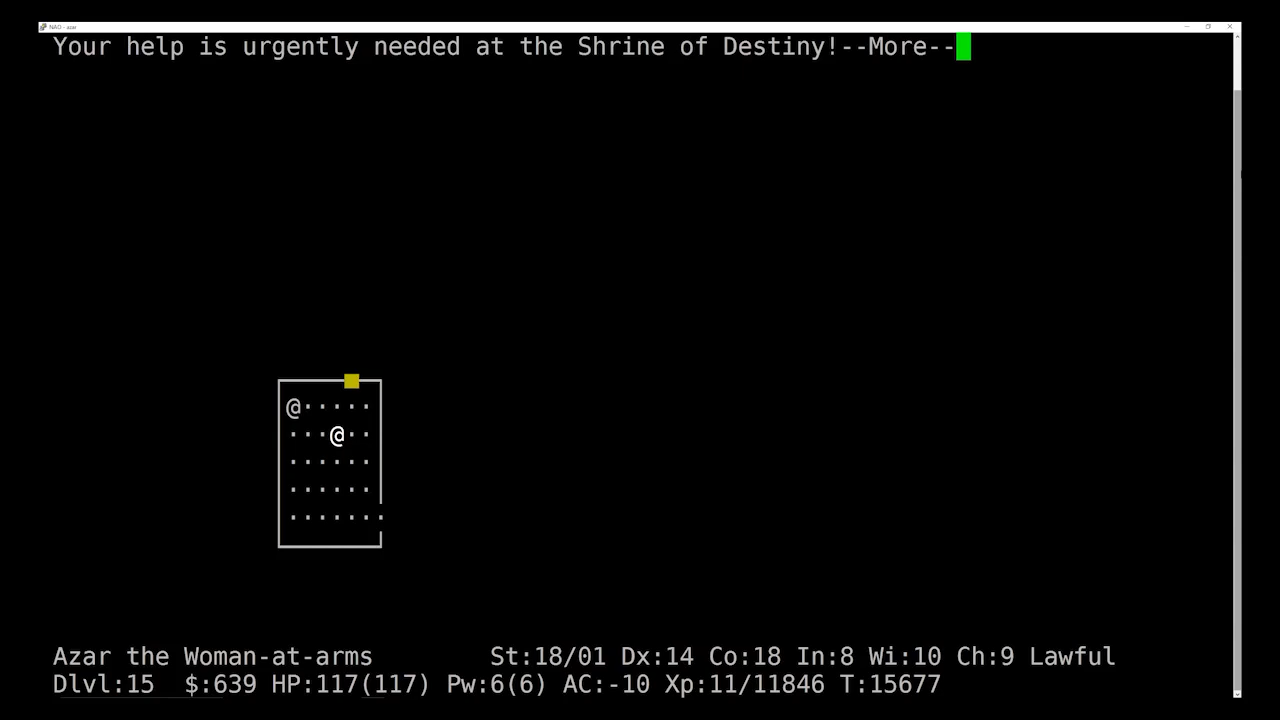 NAO - azar
Your help is urgently needed at the Shrine of Destiny!--More--
@·····
···@··
······
······
·······
Azar the Woman-at-arms St:18/01 Dx:14 Co:18 In:8 Wi:10 Ch:9 Lawful
Dlvl:15 $:639 HP:117(117) Pw:6(6) AC:-10 Xp:11/11846 T:15677